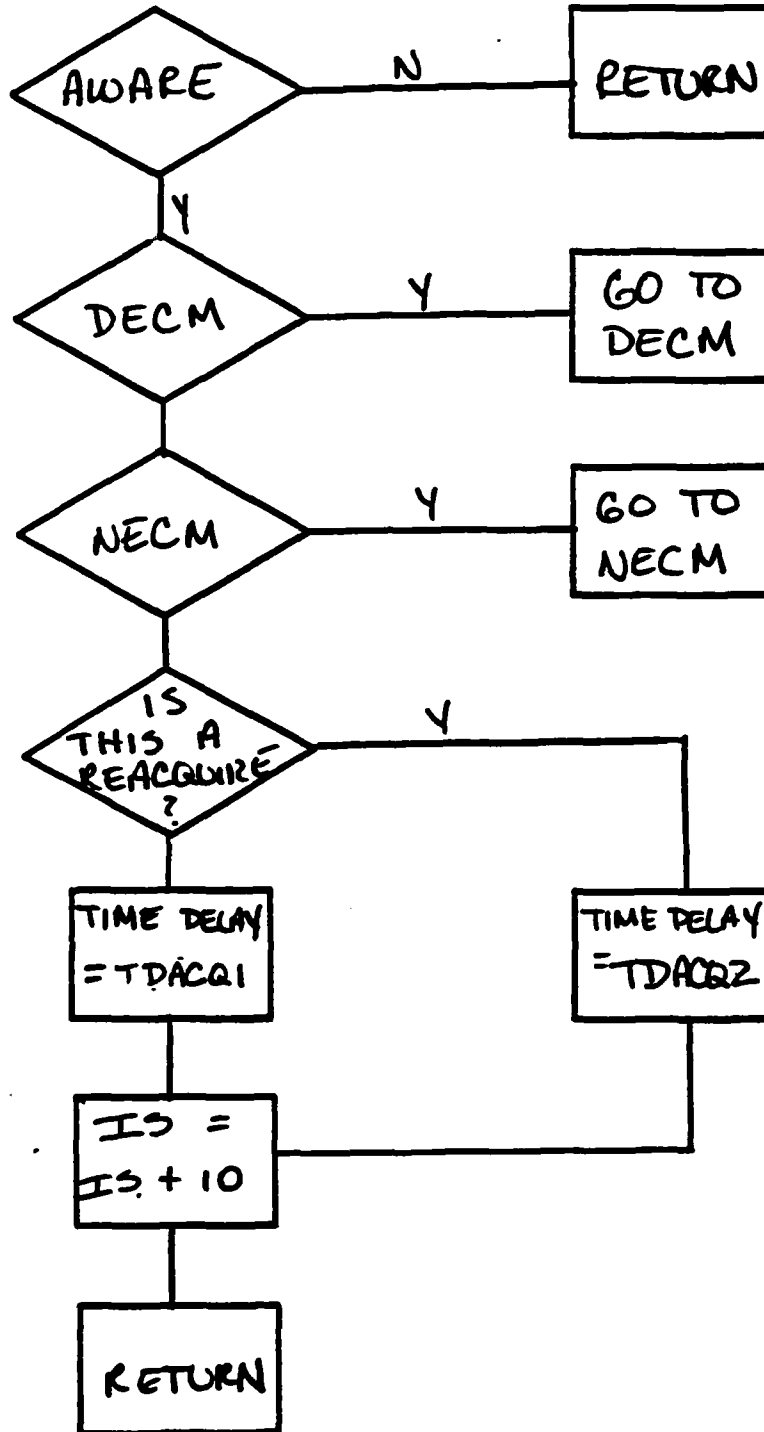 AWARE
N
RETURN
Y
DECM
Y
GO TO
DECM
NECM
Y
GO TO
NECM
IS
THIS A
REACQUIRE
?
Y
TIME DELAY
= TDACQ1
TIME DELAY
= TDACQ2
IS =
IS + 10
RETURN